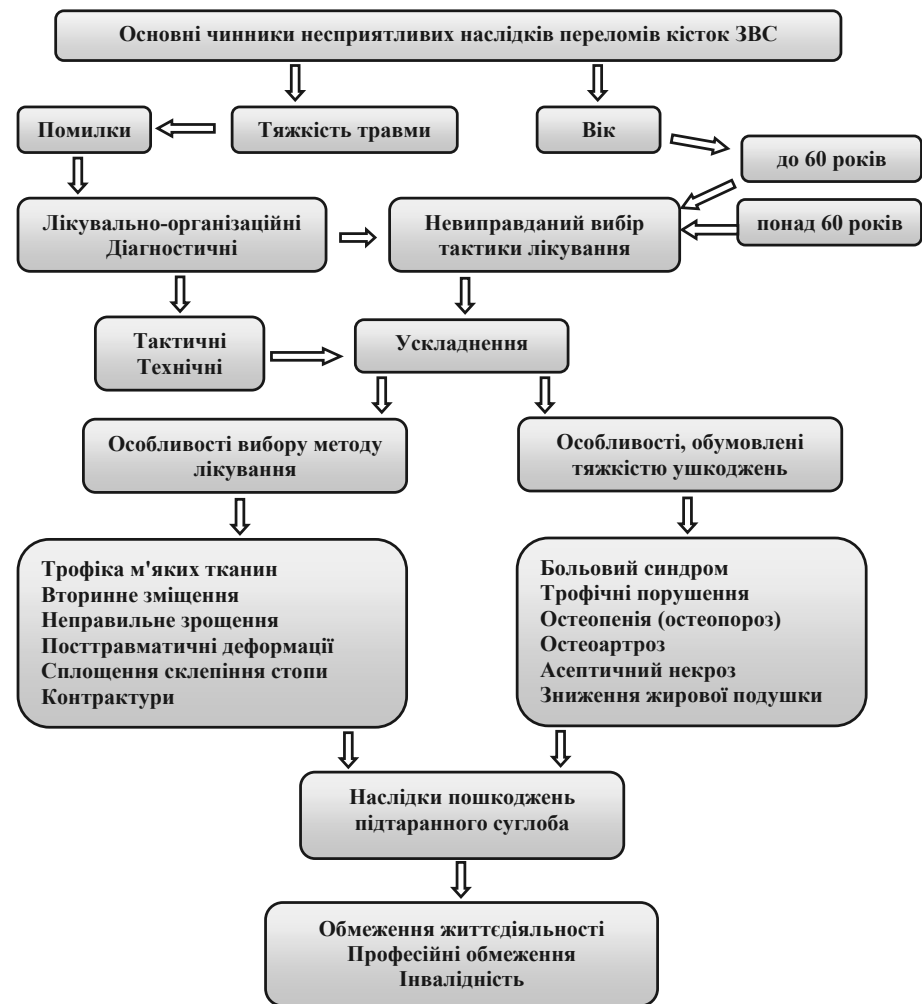 Основні чинники несприятливих наслідків переломів кісток ЗВС
Помилки
Тяжкість травми
Вік
до 60 років
Лікувально-організаційні
Діагностичні
Невиправданий вибір
тактики лікування
понад 60 років
Тактичні
Технічні
Ускладнення
Особливості вибору методу
лікування
Особливості, обумовлені
тяжкістю ушкоджень
Трофіка м'яких тканин
Вторинне зміщення
Неправильне зрощення
Посттравматичні деформації
Сплощення склепіння стопи
Контрактури
Больовий синдром
Трофічні порушення
Остеопенія (остеопороз)
Остеоартроз
Асептичний некроз
Зниження жирової подушки
Наслідки пошкоджень
підтаранного суглоба
Обмеження життєдіяльності
Професійні обмеження
Інвалідність